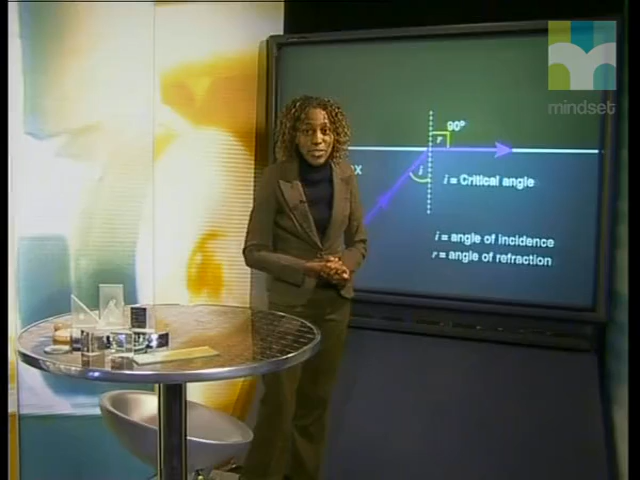 mindset
90°
r
i
i = Critical angle
i = angle of incidence
r = angle of refraction